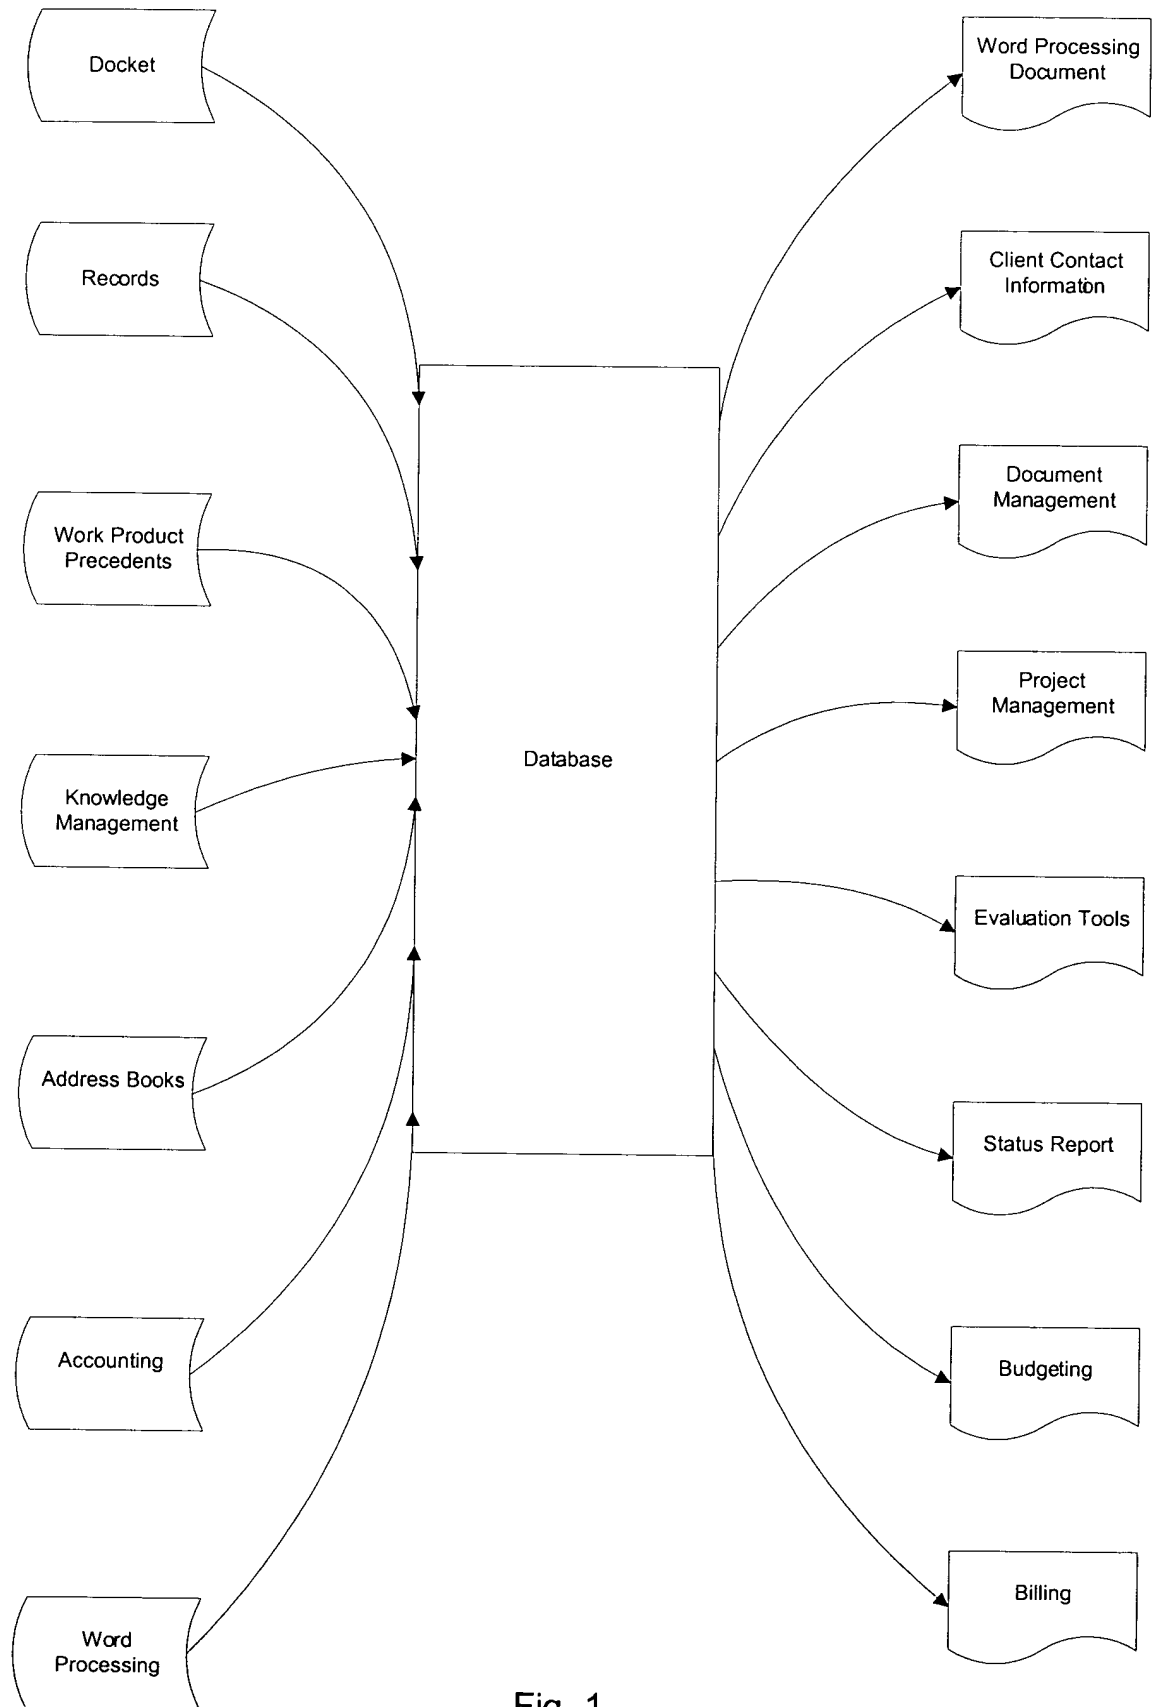 Docket
Records
Work Product
Precedents
Knowledge
Management
Address Books
Accounting
Word
Processing
Database
Word Processing
Document
Client Contact
Information
Document
Management
Project
Management
Evaluation Tools
Status Report
Budgeting
Billing
Fig. 1